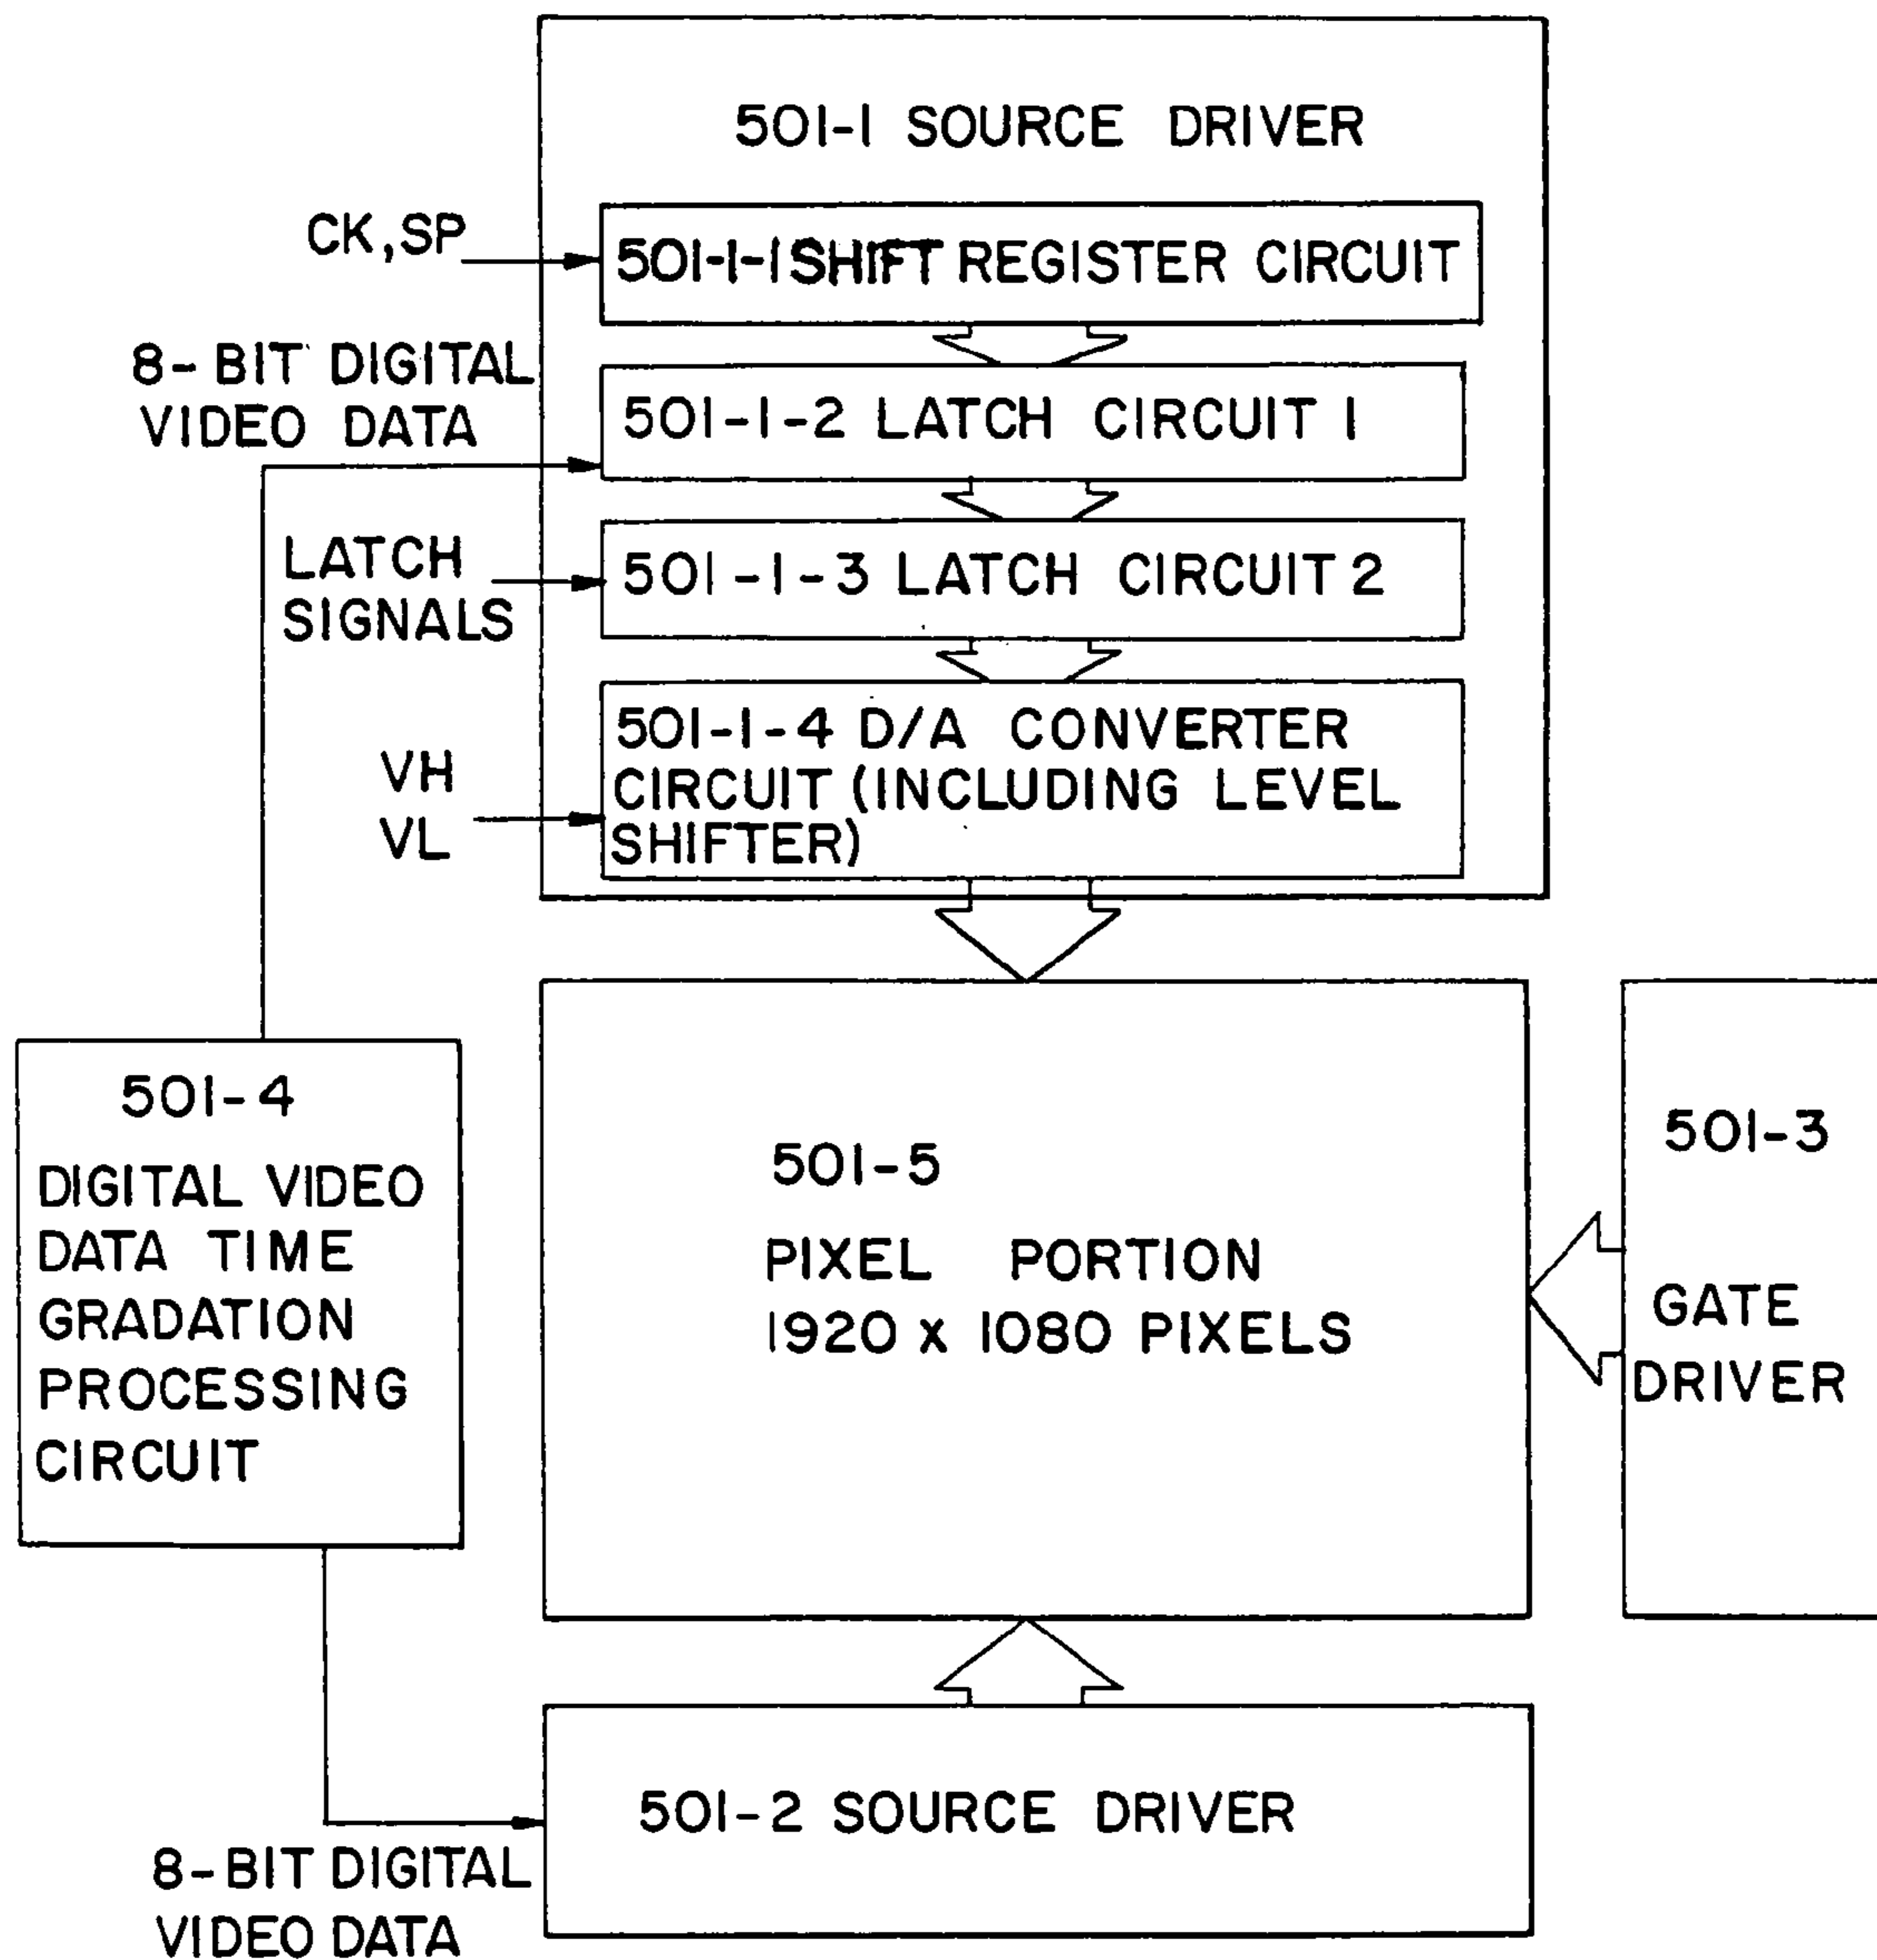 501-1 SOURCE DRIVER
CK, SP
501-1-1 SHIFT REGISTER CIRCUIT
8-BIT DIGITAL
VIDEO DATA
501-1-2 LATCH CIRCUIT 1
LATCH
SIGNALS
501-1-3 LATCH CIRCUIT 2
VH
VL
501-1-4 D/A CONVERTER
CIRCUIT (INCLUDING LEVEL
SHIFTER)
501-4
DIGITAL VIDEO
DATA TIME
GRADATION
PROCESSING
CIRCUIT
501-5
PIXEL PORTION
1920 x 1080 PIXELS
501-3
GATE
DRIVER
501-2 SOURCE DRIVER
8-BIT DIGITAL
VIDEO DATA